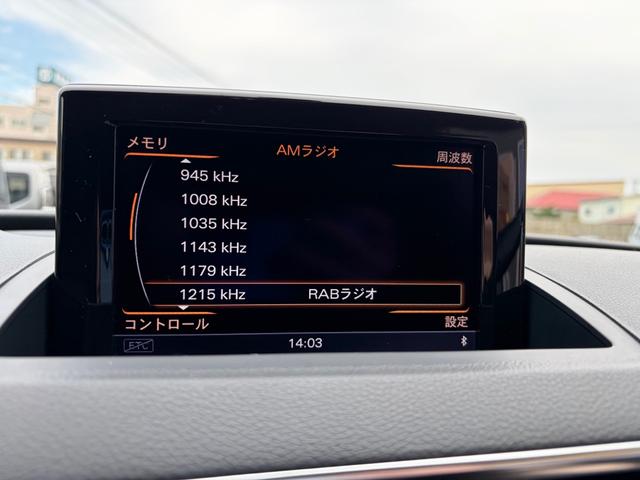 メモリ
AMラジオ
周波数
945 kHz
1008 kHz
1035 kHz
1143 kHz
1179 kHz
1215 kHz RABラジオ
コントロール
設定
ETC
14:03